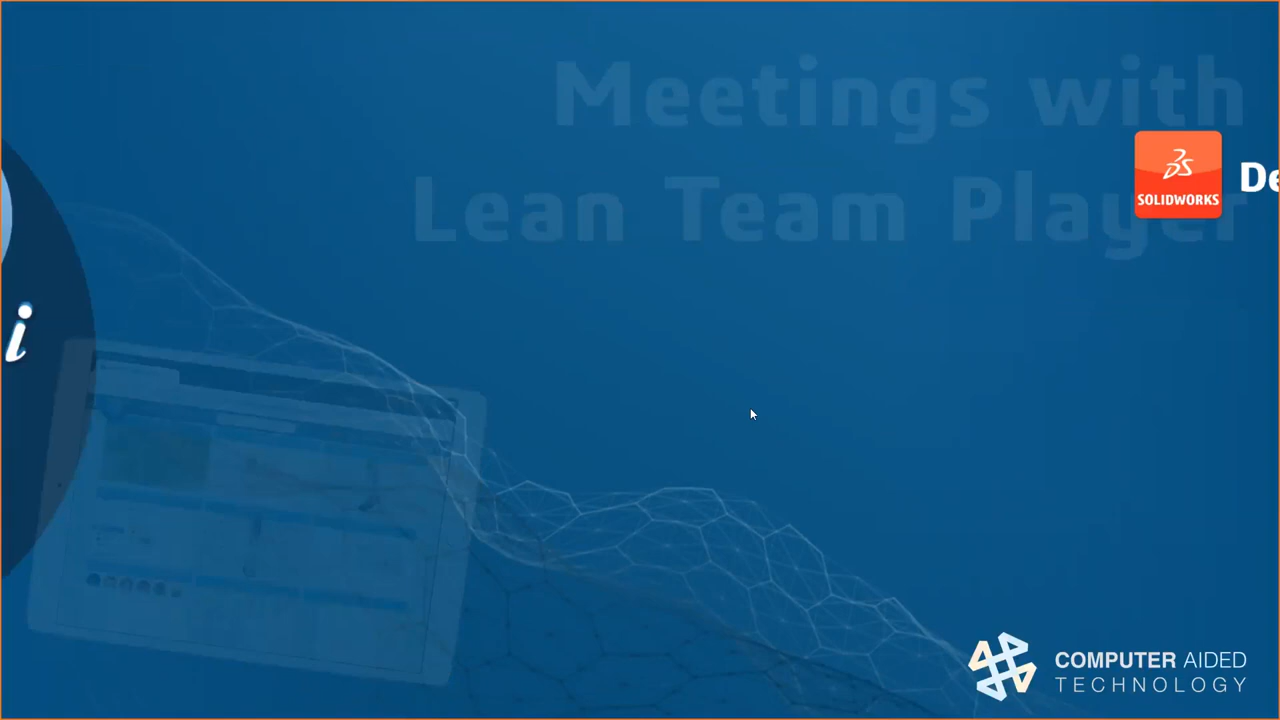 Meetings with
Lean Team Player
SOLIDWORKS
De
i
COMPUTER AIDED
TECHNOLOGY